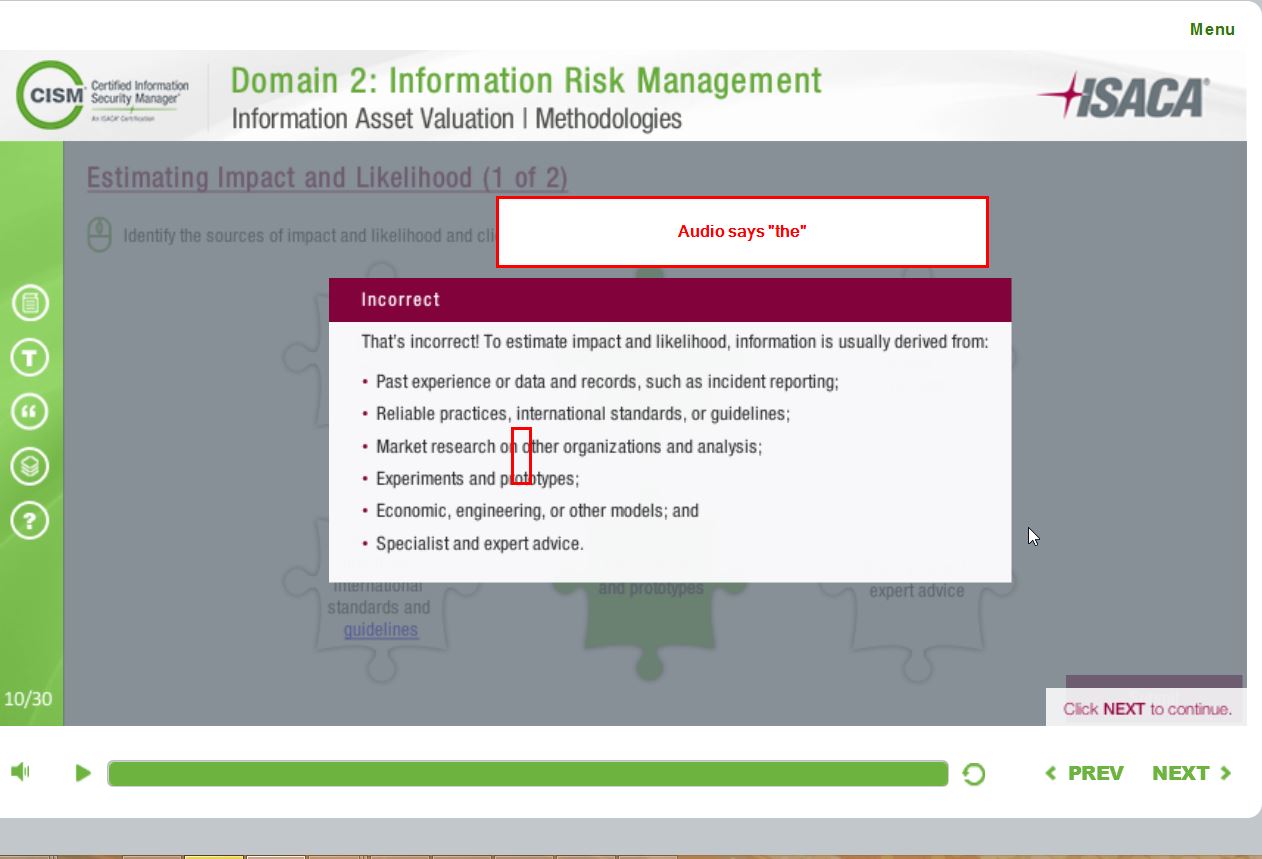 Menu
CISM
Certified Information
Security Manager®
An ISACA® Certification
Domain 2: Information Risk Management
Information Asset Valuation | Methodologies
ISACA®
Estimating Impact and Likelihood (1 of 2)
Identify the sources of impact and likelihood and
Audio says "the"
Incorrect
That's incorrect! To estimate impact and likelihood, information is usually derived from:
• Past experience or data and records, such as incident reporting;
• Reliable practices, international standards, or guidelines;
• Market research on other organizations and analysis;
• Experiments and prototypes;
• Economic, engineering, or other models; and
• Specialist and expert advice.
international
standards and
guidelines
and prototypes
expert advice
T
?
10/30
Click NEXT to continue.
PREV
NEXT